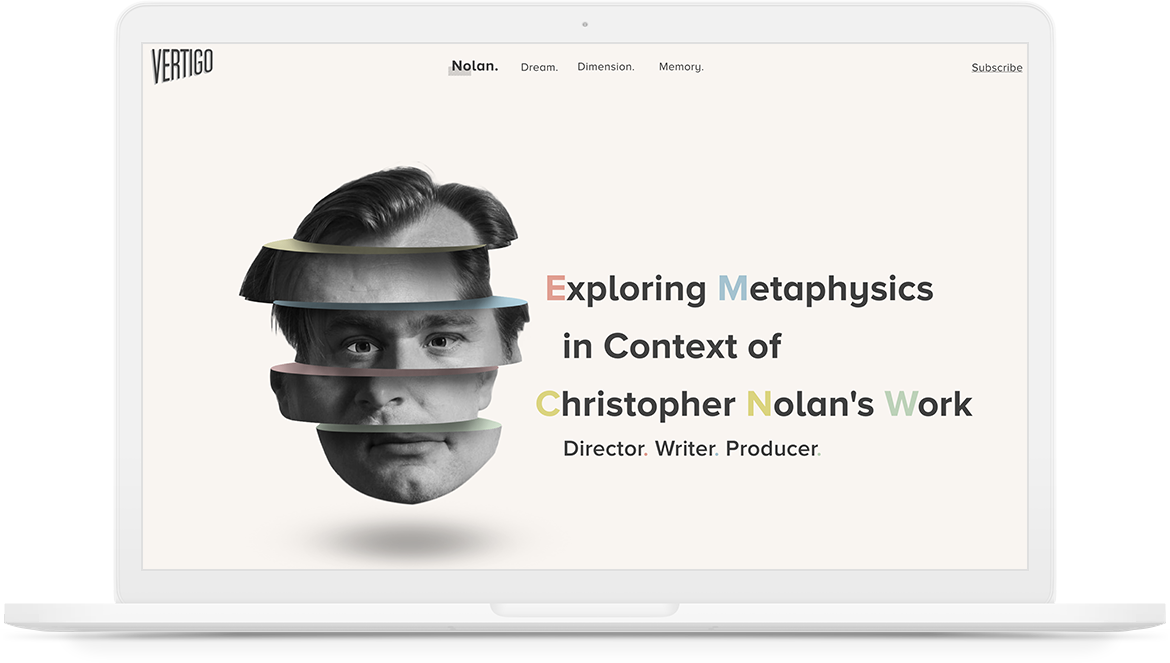 VERTIGO
Nolan. Dream. Dimension. Memory. Subscribe
Exploring Metaphysics
in Context of
Christopher Nolan's Work
Director. Writer. Producer.